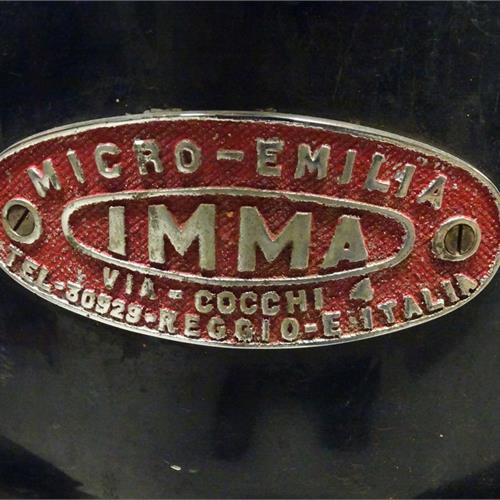 MICRO-EMILIA
IMMA
VIA-COCCHI 4
TEL-30929-REGGIO-E-ITALIA